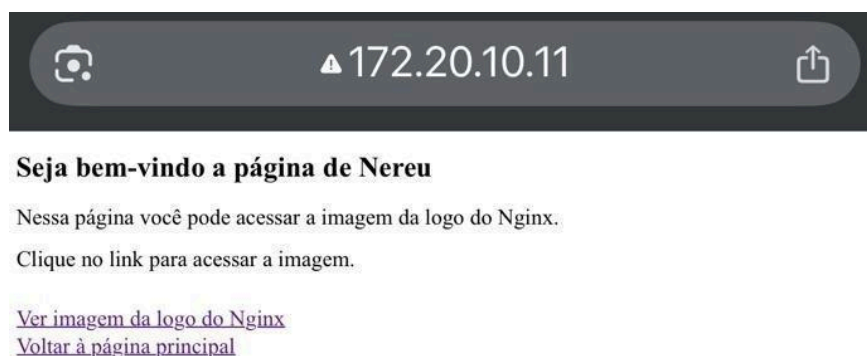 172.20.10.11
Seja bem-vindo a página de Nereu
Nessa página você pode acessar a imagem da logo do Nginx.
Clique no link para acessar a imagem.
Ver imagem da logo do Nginx
Voltar à página principal